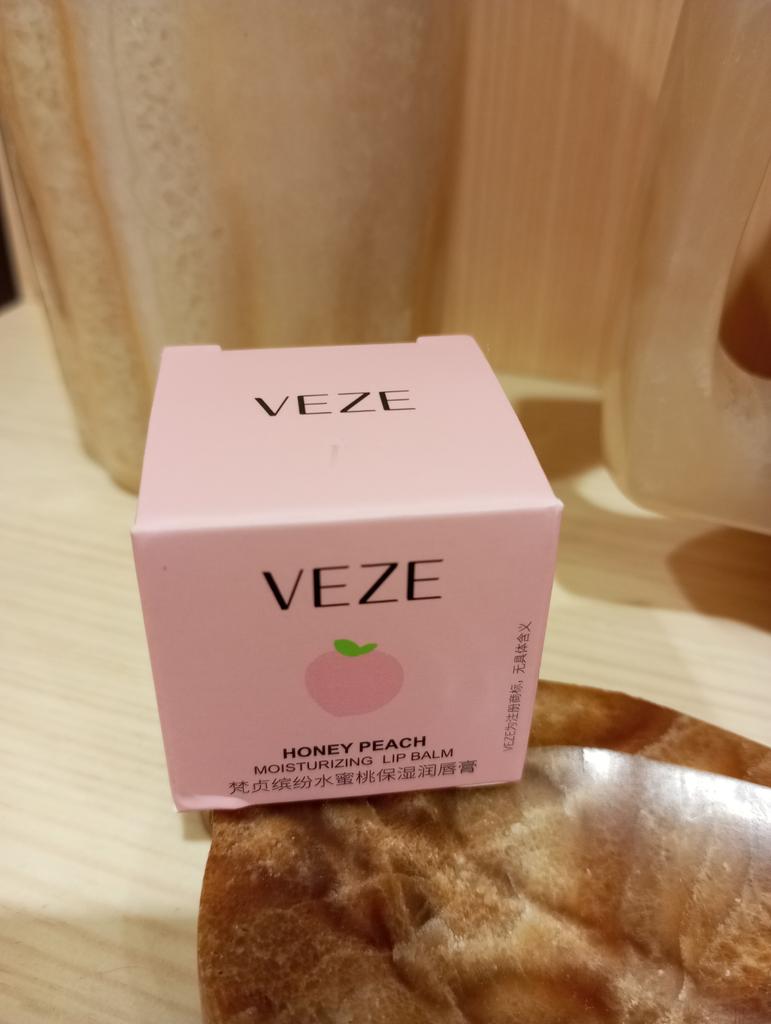 VEZE
VEZE
HONEY PEACH
MOISTURIZING LIP BALM
梵贞缤纷水蜜桃保湿润唇膏
VEZE为注册商标，无具体含义